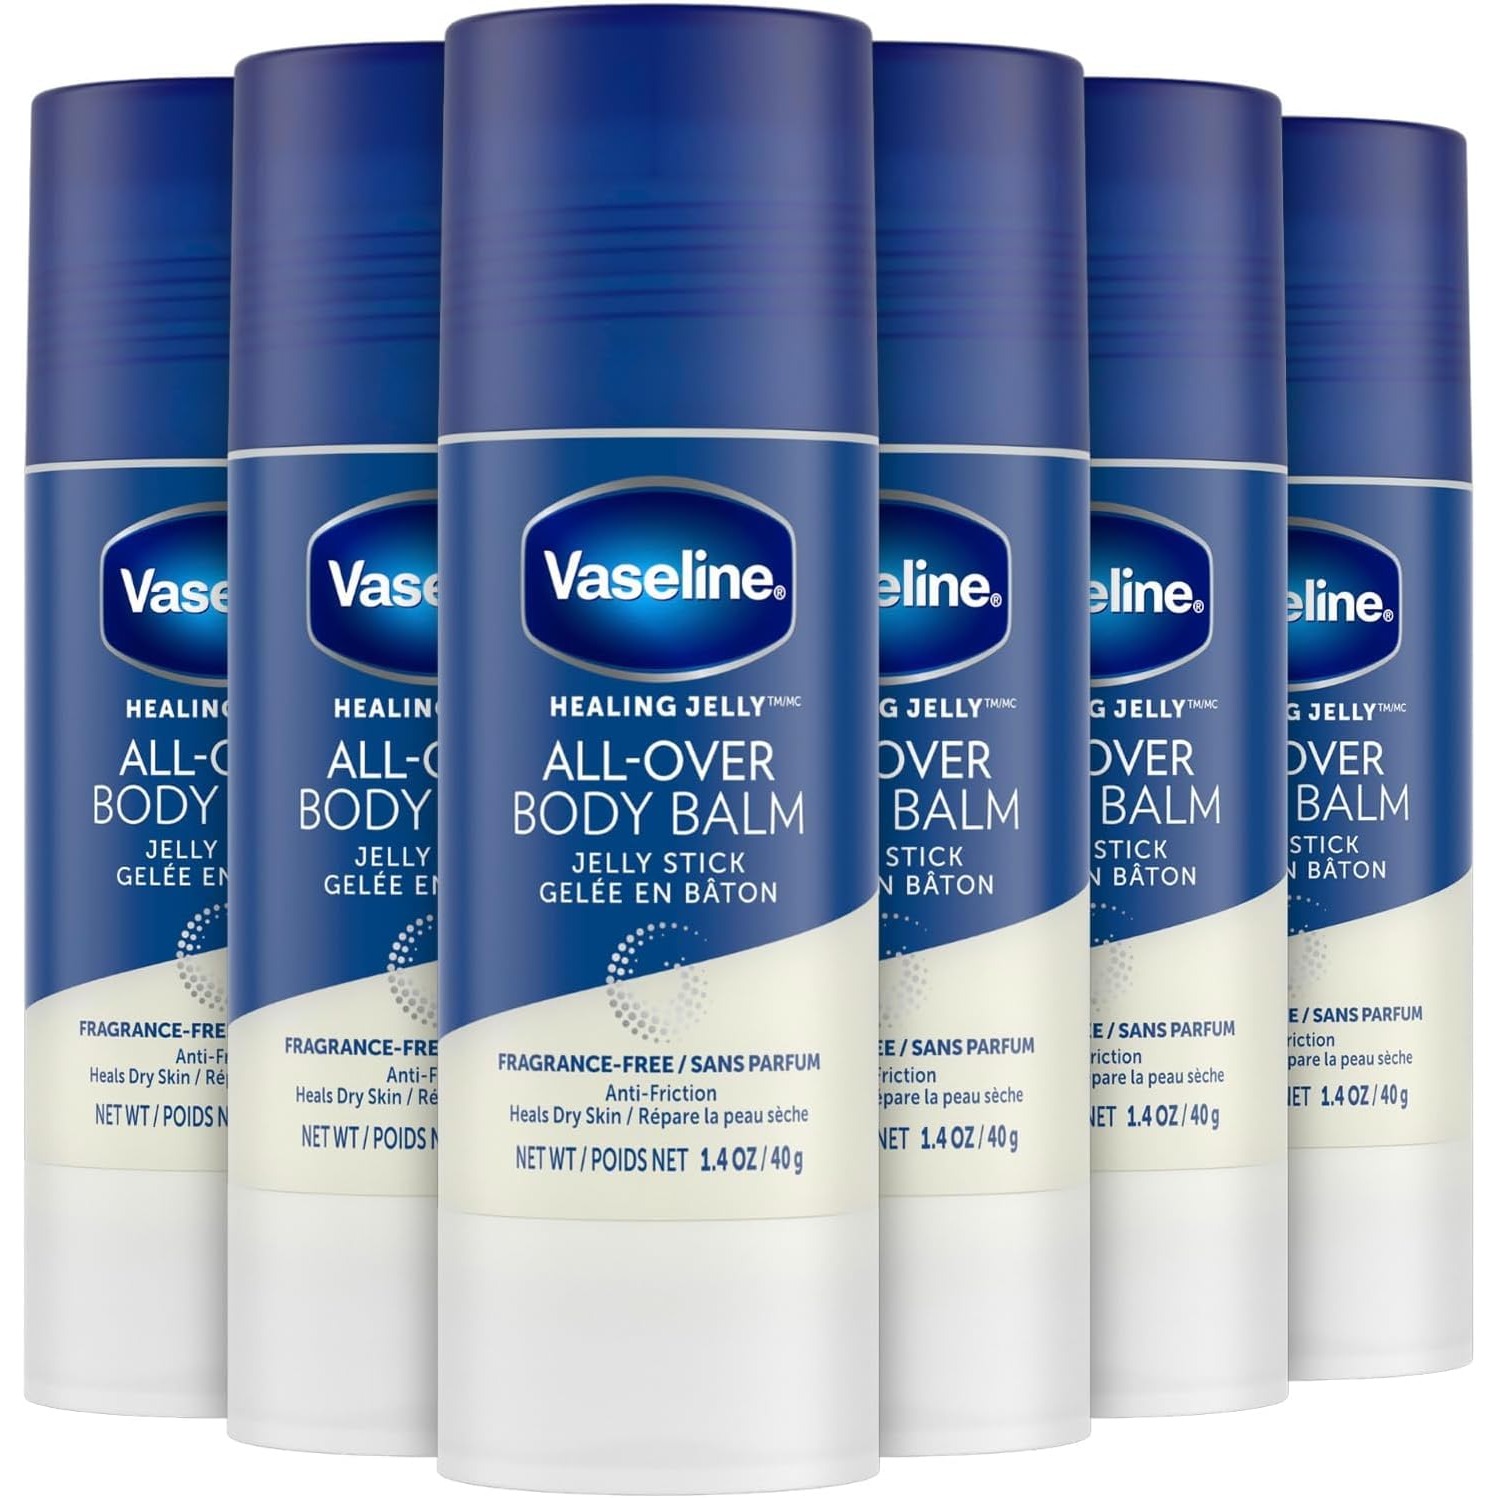 Vaseline®
HEALING JELLY™/MC
ALL-OVER
BODY BALM
JELLY STICK
GELÉE EN BÂTON
FRAGRANCE-FREE / SANS PARFUM
Anti-Friction
Heals Dry Skin / Répare la peau sèche
NET WT / POIDS NET 1.4 OZ / 40 g